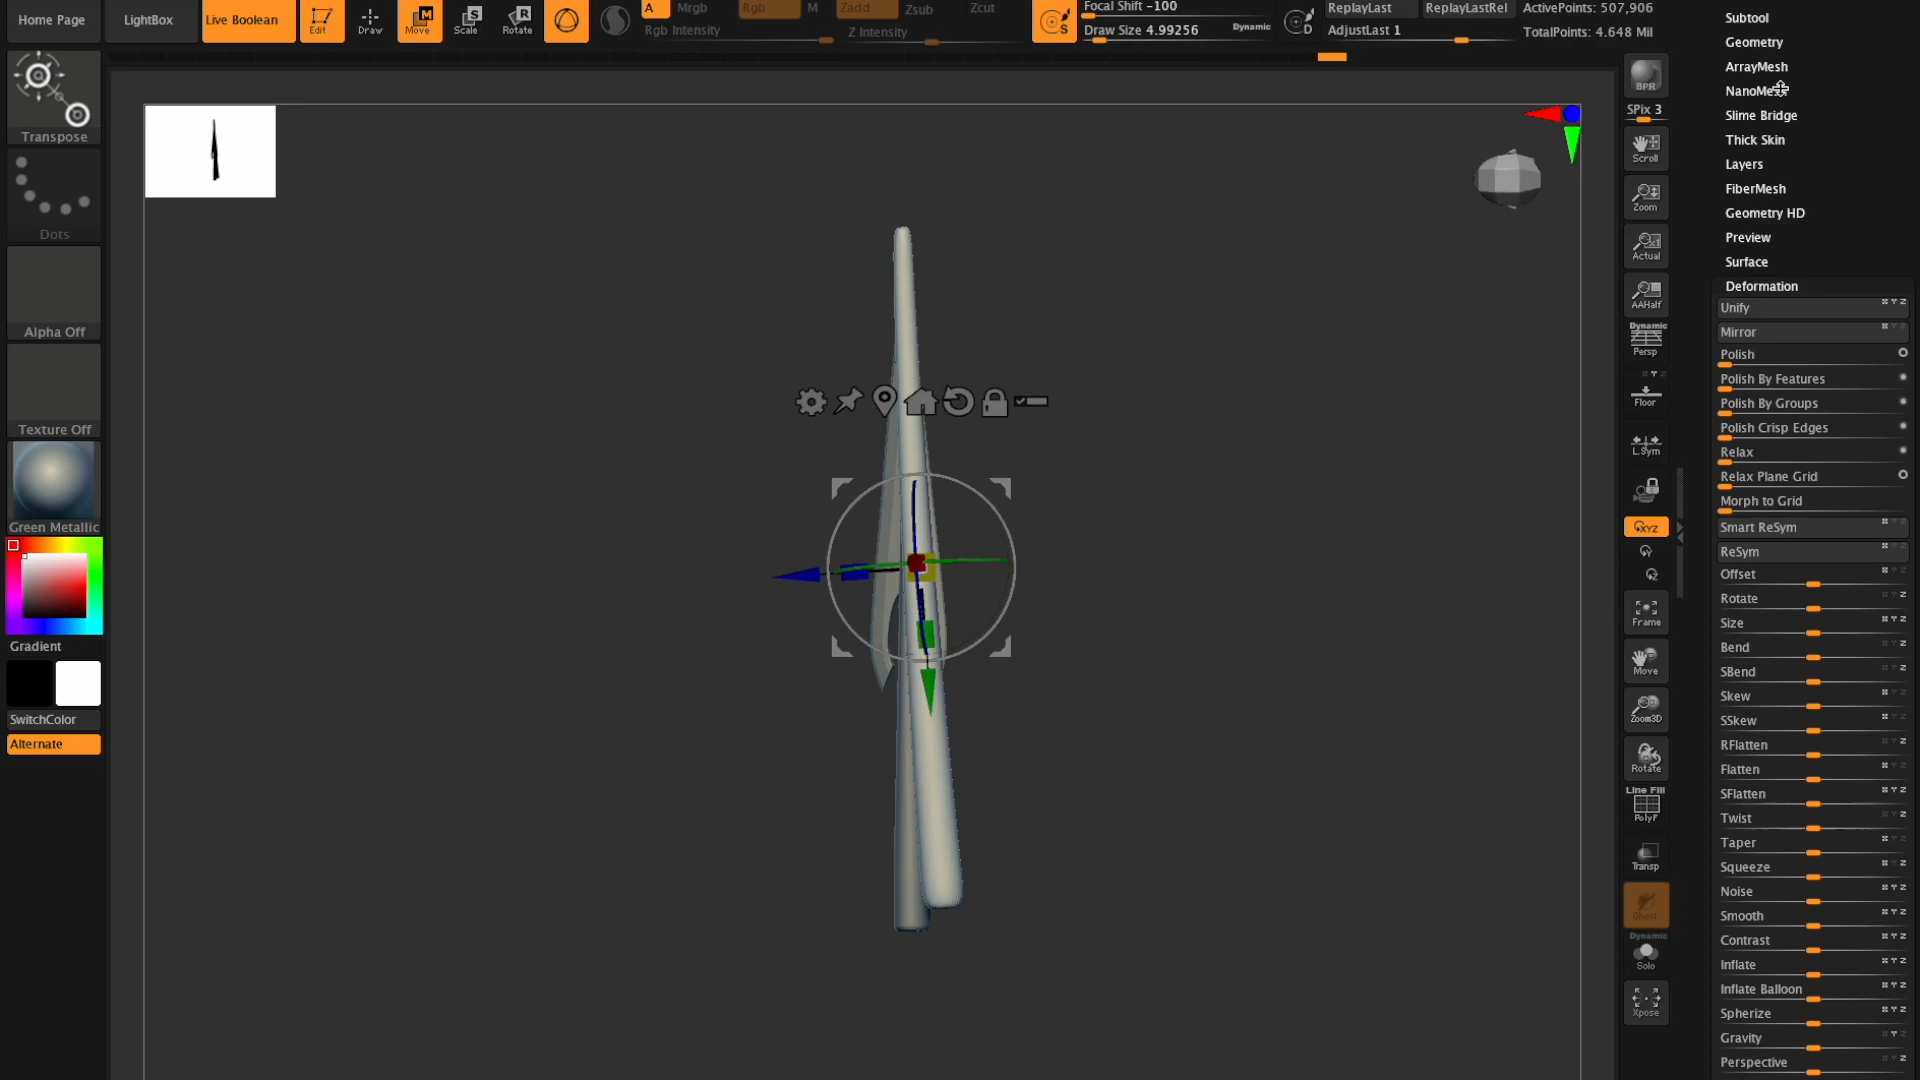 Home Page
LightBox
Live Boolean
Edit
Draw
M
Move
S
Scale
R
Rotate
A
Mrgb
Rgb
M
Rgb Intensity
Zadd
Zsub
Zcut
Z Intensity
S
Focal Shift -100
Draw Size 4.99256
Dynamic
D
ReplayLast
ReplayLastRel
AdjustLast 1
ActivePoints: 507,906
TotalPoints: 4.648 Mil
Transpose
Dots
Alpha Off
Texture Off
Green Metallic
Gradient
SwitchColor
Alternate
BPR
SPix 3
Scroll
Zoom
Actual
AAHalf
Dynamic
Persp
Floor
L.Sym
XYZ
Frame
Move
Zoom3D
Rotate
Line Fill
PolyF
Transp
Ghost
Dynamic
Solo
Xpose
Subtool
Geometry
ArrayMesh
NanoMesh
Slime Bridge
Thick Skin
Layers
FiberMesh
Geometry HD
Preview
Surface
Deformation
Unify
Mirror
Polish
Polish By Features
Polish By Groups
Polish Crisp Edges
Relax
Relax Plane Grid
Morph to Grid
Smart ReSym
ReSym
Offset
Rotate
Size
Bend
SBend
Skew
SSkew
RFlatten
Flatten
SFlatten
Twist
Taper
Squeeze
Noise
Smooth
Contrast
Inflate
Inflate Balloon
Spherize
Gravity
Perspective